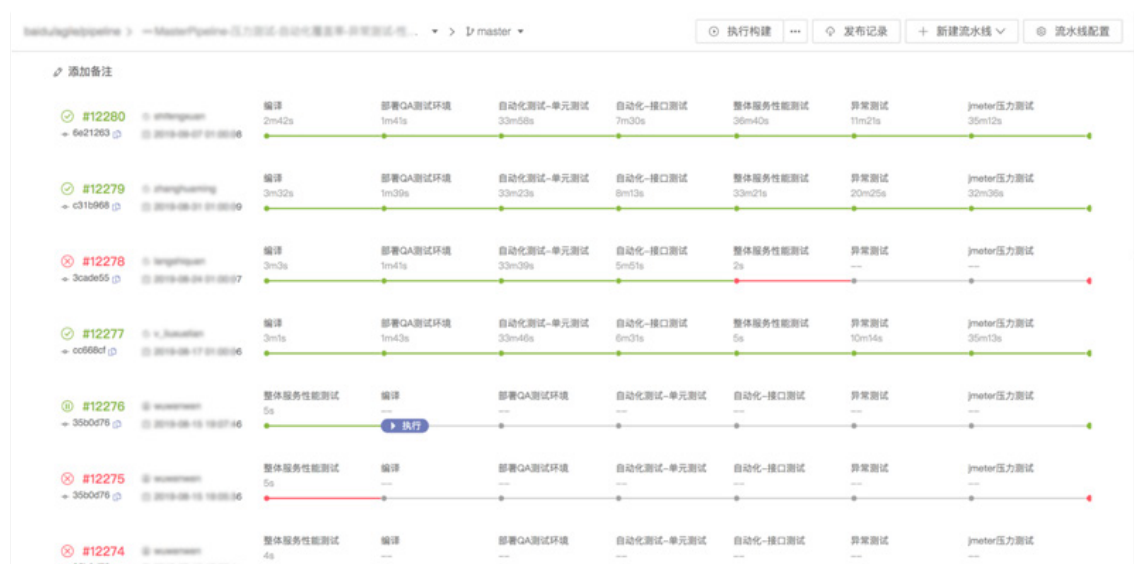 master
执行构建 ... 发布记录 新建流水线 流水线配置
添加备注
#12280 编译 部署QA测试环境 自动化测试-单元测试 自动化-接口测试 整体服务性能测试 异常测试 jmeter压力测试
2m42s 1m41s 33m58s 7m30s 36m40s 11m21s 35m12s
6e21263
#12279 编译 部署QA测试环境 自动化测试-单元测试 自动化-接口测试 整体服务性能测试 异常测试 jmeter压力测试
3m32s 1m39s 33m23s 8m13s 33m21s 20m25s 32m36s
c31b968
#12278 编译 部署QA测试环境 自动化测试-单元测试 自动化-接口测试 整体服务性能测试 异常测试 jmeter压力测试
3m3s 1m41s 33m39s 5m51s 2s -- --
3cade55
#12277 编译 部署QA测试环境 自动化测试-单元测试 自动化-接口测试 整体服务性能测试 异常测试 jmeter压力测试
3m1s 1m43s 33m46s 6m31s 5s 10m14s 35m13s
cc668cf
#12276 整体服务性能测试 编译 部署QA测试环境 自动化测试-单元测试 自动化-接口测试 异常测试 jmeter压力测试
5s -- -- -- -- -- --
35b0d76 执行
#12275 整体服务性能测试 编译 部署QA测试环境 自动化测试-单元测试 自动化-接口测试 异常测试 jmeter压力测试
5s -- -- -- -- -- --
35b0d76
#12274 整体服务性能测试 编译 部署QA测试环境 自动化测试-单元测试 自动化-接口测试 异常测试 jmeter压力测试
4s -- -- -- -- -- --